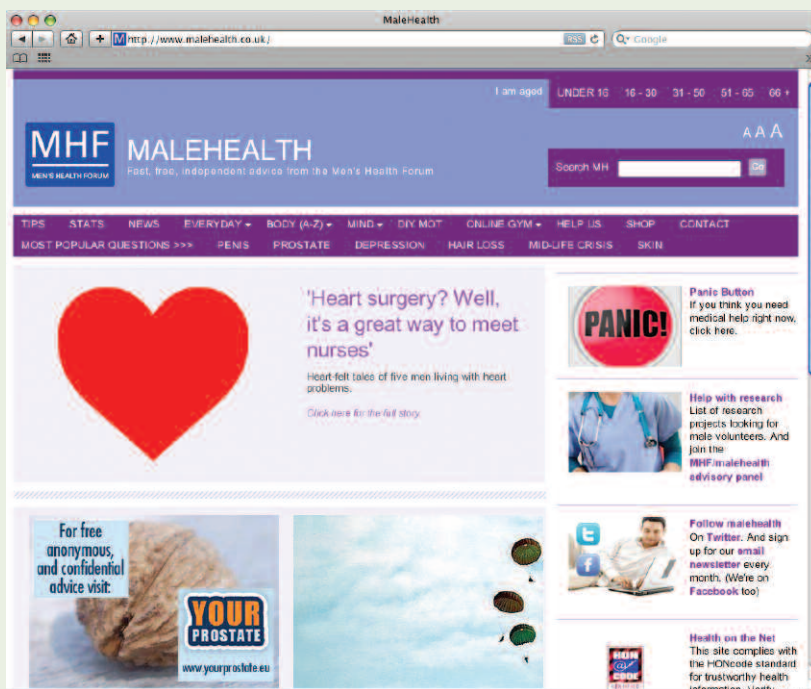 MaleHealth
http://www.malehealth.co.uk/
RSS
Google
I am aged UNDER 16 16 - 30 31 - 50 51 - 65 66 +
A A A
MHF
MEN'S HEALTH FORUM
MALEHEALTH
Fast, free, independent advice from the Men's Health Forum
Search MH Go
TIPS STATS NEWS EVERYDAY BODY (A-Z) MIND DIY MOT ONLINE GYM HELP US SHOP CONTACT
MOST POPULAR QUESTIONS >>> PENIS PROSTATE DEPRESSION HAIR LOSS MID-LIFE CRISIS SKIN
'Heart surgery? Well,
it's a great way to meet
nurses'
Heart-felt tales of five men living with heart
problems.
Click here for the full story.
PANIC!
Panic Button
If you think you need
medical help right now,
click here.
Help with research
List of research
projects looking for
male volunteers. And
join the
MHF/malehealth
advisory panel
Follow malehealth
On Twitter. And sign
up for our email
newsletter every
month. (We're on
Facebook too)
For free
anonymous,
and confidential
advice visit:
YOUR
PROSTATE
www.yourprostate.eu
HON
@
CODE
Health on the Net
This site complies with
the HONcode standard
for trustworthy health
information. Verify